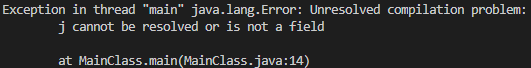 Exception in thread "main" java.lang.Error: Unresolved compilation problem:
j cannot be resolved or is not a field
at MainClass.main(MainClass.java:14)